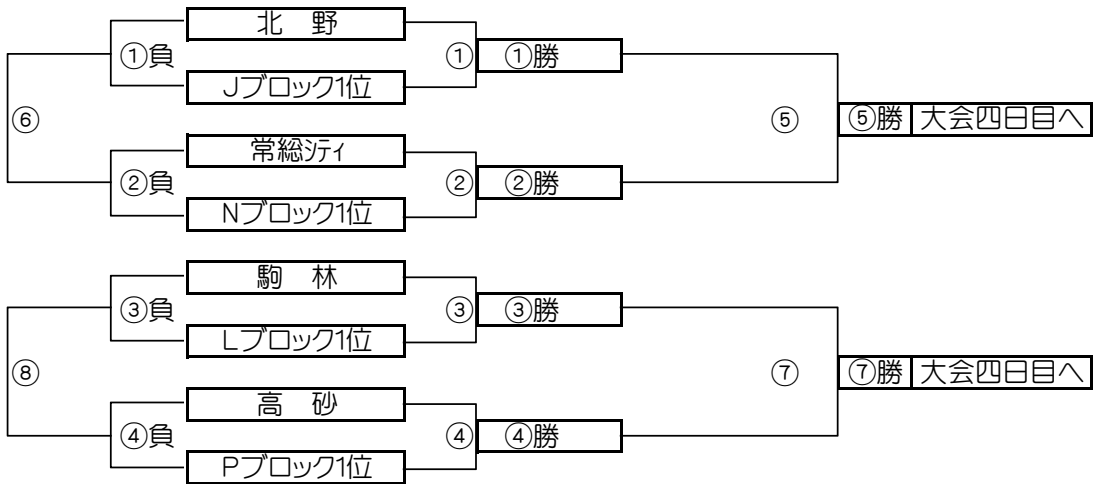 北　野
①負
①
①勝
Jブロック1位
⑥
⑤
⑤勝 大会四日目へ
常総ｼﾃｨ
②負
②
②勝
Nブロック1位
駒　林
③負
③
③勝
Lブロック1位
⑧
⑦
⑦勝 大会四日目へ
高　砂
④負
④
④勝
Pブロック1位